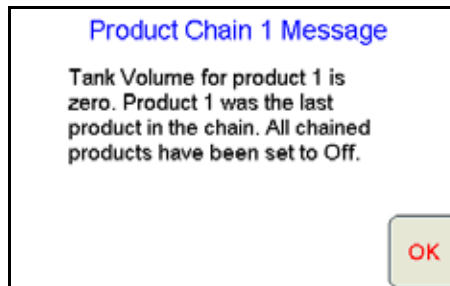 Product Chain 1 Message
Tank Volume for product 1 is
zero. Product 1 was the last
product in the chain. All chained
products have been set to Off.
OK